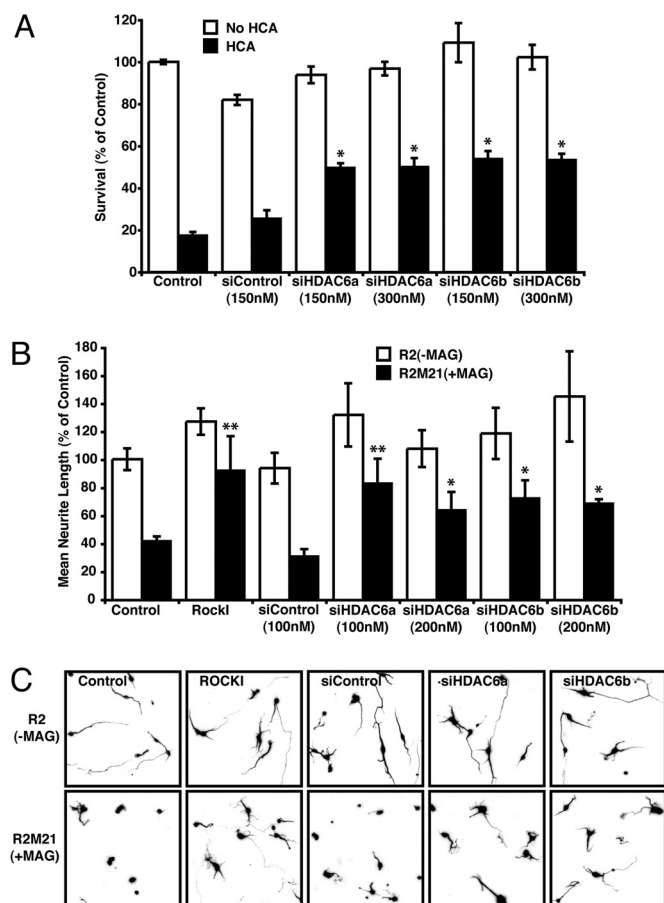 A
No HCA
HCA
Survival (% of Control)
120
100
80
60
40
20
0
* * * *
Control siControl siHDAC6a siHDAC6a siHDAC6b siHDAC6b
(150nM) (150nM) (300nM) (150nM) (300nM)
B
R2(-MAG)
R2M21(+MAG)
Mean Neurite Length (% of Control)
180
160
140
120
100
80
60
40
20
0
** ** * * *
Control RockI siControl siHDAC6a siHDAC6a siHDAC6b siHDAC6b
(100nM) (100nM) (200nM) (100nM) (200nM)
C
Control ROCKI siControl siHDAC6a siHDAC6b
R2
(-MAG)
R2M21
(+MAG)